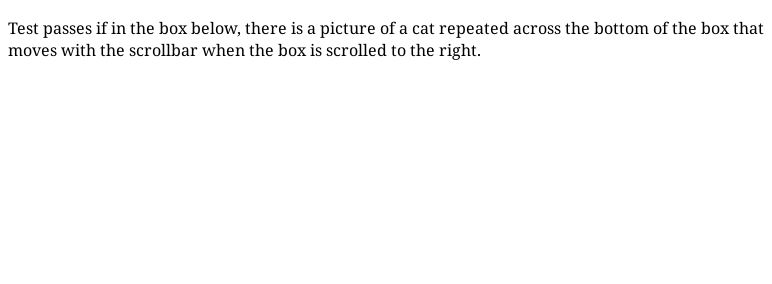 Test passes if in the box below, there is a picture of a cat repeated across the bottom of the box that
moves with the scrollbar when the box is scrolled to the right.